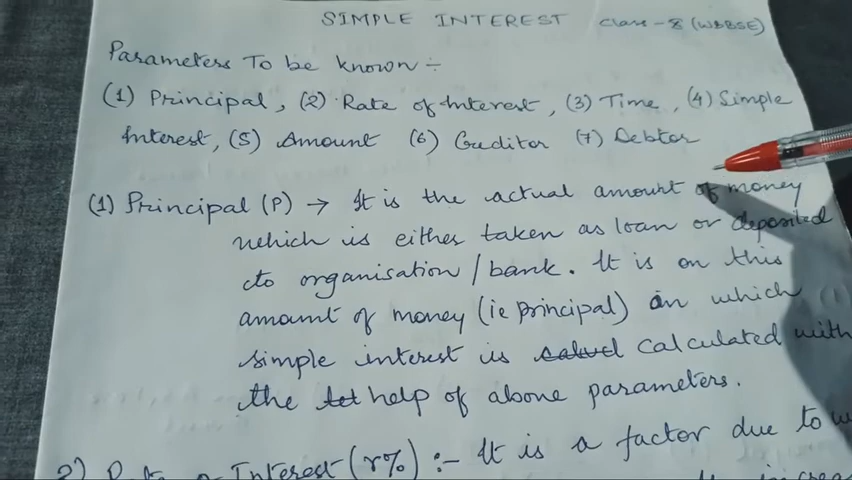 SIMPLE INTEREST Class-8 (WBBSE)
Parameters To be known :-
(1) Principal, (2) Rate of Interest, (3) Time, (4) Simple
Interest, (5) Amount (6) Creditor (7) Debtor
(1) Principal (P) → It is the actual amount of money
which is either taken as loan or deposited
to organisation/bank. It is on this
amount of money (ie principal) on which
simple interest is calculated with
the help of above parameters.
2) Rate of Interest (r%) :- It is a factor due to